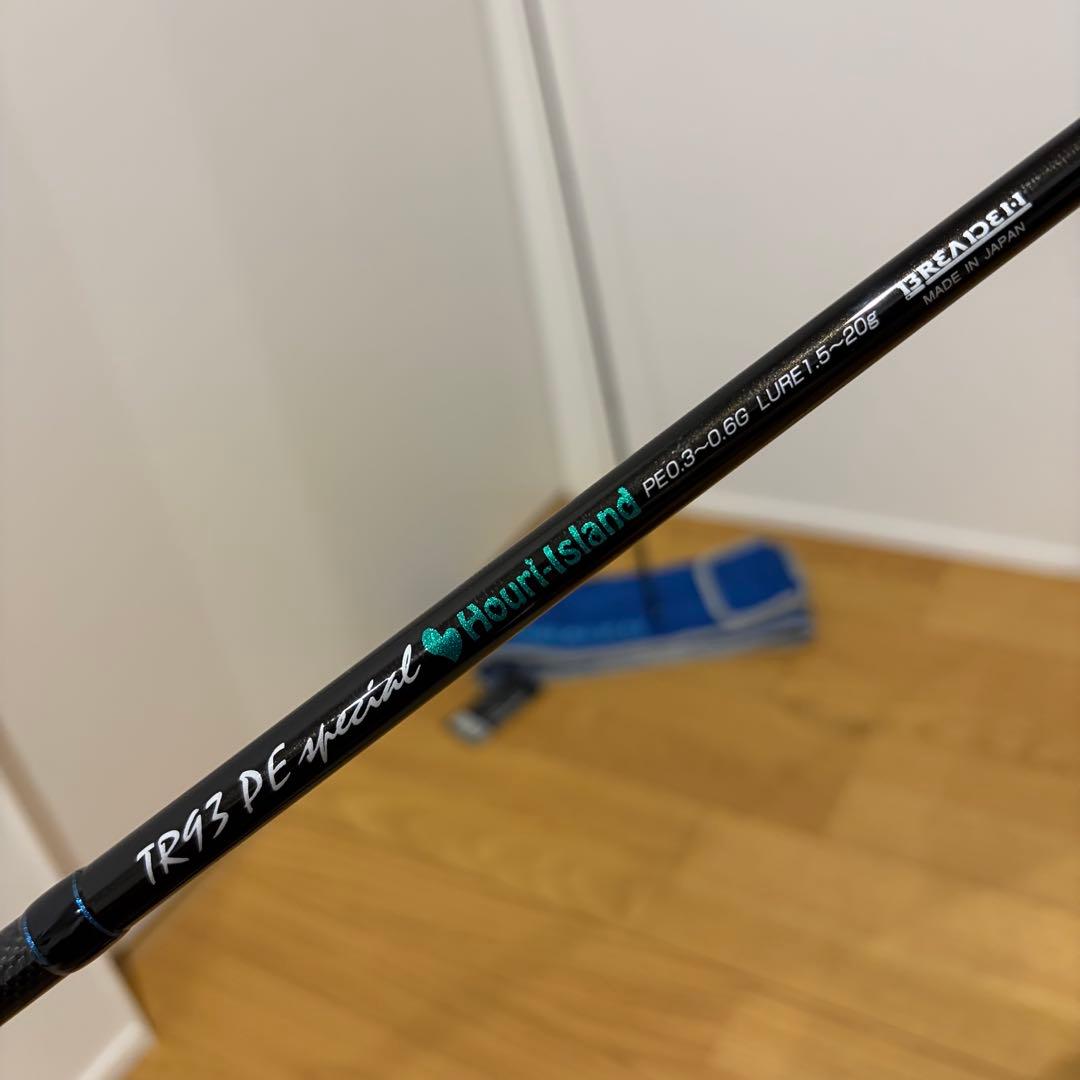 TR93 PE special ♥Houri-Island PE0.3~0.6G LURE1.5~20g
BREADEN
MADE IN JAPAN